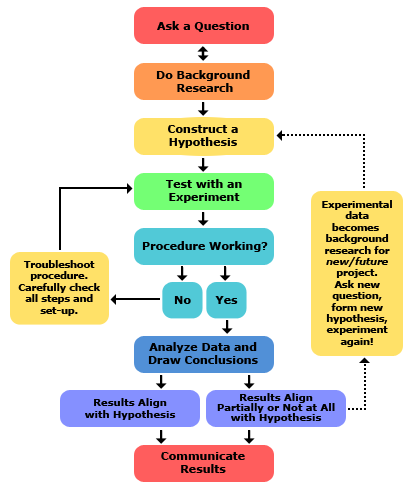 Ask a Question
Do Background
Research
Construct a
Hypothesis
Test with an
Experiment
Procedure Working?
No
Yes
Troubleshoot
procedure.
Carefully check
all steps and
set-up.
Experimental
data
becomes
background
research for
new/future
project.
Ask new
question,
form new
hypothesis,
experiment
again!
Analyze Data and
Draw Conclusions
Results Align
with Hypothesis
Results Align
Partially or Not at All
with Hypothesis
Communicate
Results